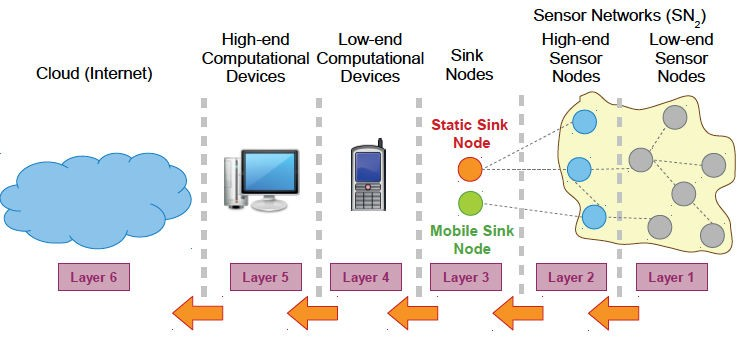 Sensor Networks (SN2)
Cloud (Internet)
High-end
Computational
Devices
Low-end
Computational
Devices
Sink
Nodes
High-end
Sensor
Nodes
Low-end
Sensor
Nodes
Static Sink
Node
Mobile Sink
Node
Layer 6
Layer 5
Layer 4
Layer 3
Layer 2
Layer 1